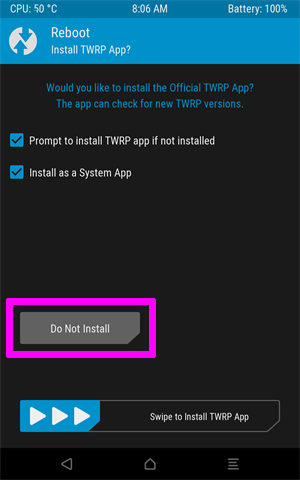 CPU: 50 °C 8:06 AM Battery: 100%
Reboot
Install TWRP App?
Would you like to install the Official TWRP App?
The app can check for new TWRP versions.
Prompt to install TWRP app if not installed
Install as a System App
Do Not Install
Swipe to Install TWRP App